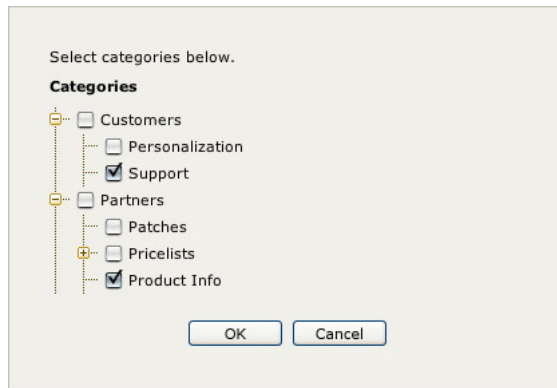 Select categories below.
Categories
Customers
Personalization
Support
Partners
Patches
Pricelists
Product Info
OK Cancel